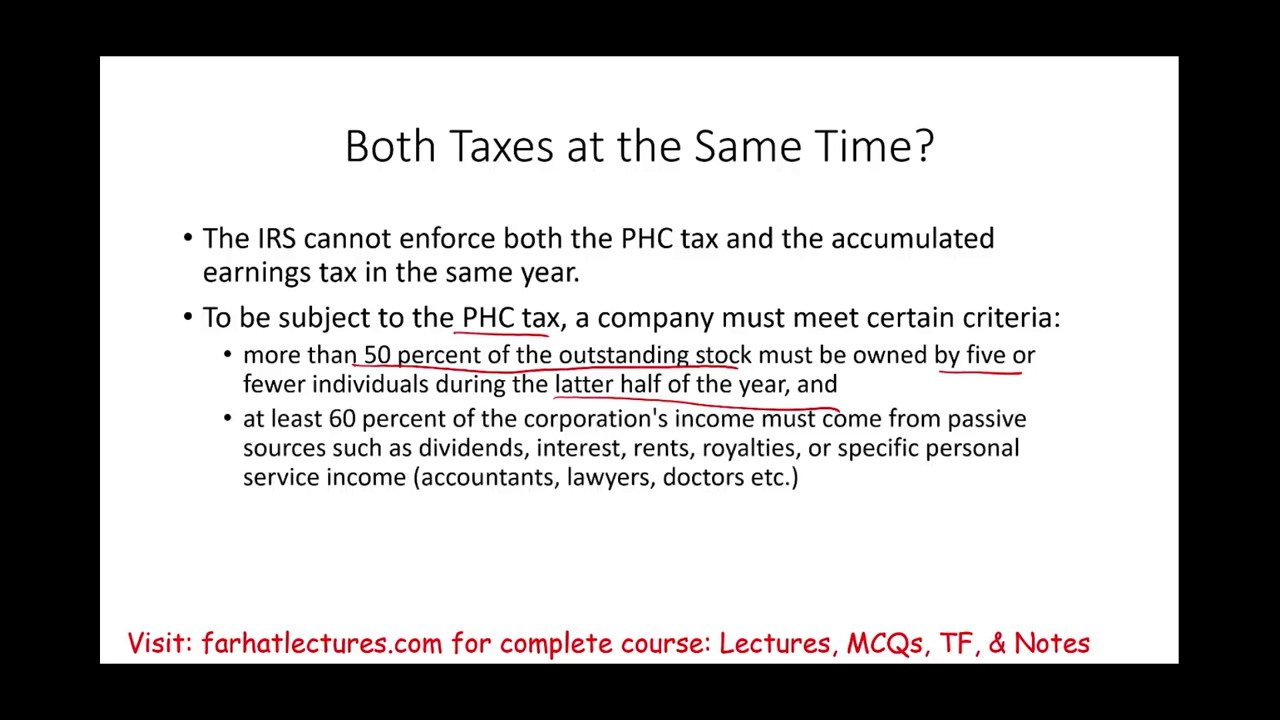 Both Taxes at the Same Time?
• The IRS cannot enforce both the PHC tax and the accumulated
earnings tax in the same year.
• To be subject to the PHC tax, a company must meet certain criteria:
• more than 50 percent of the outstanding stock must be owned by five or
fewer individuals during the latter half of the year, and
• at least 60 percent of the corporation's income must come from passive
sources such as dividends, interest, rents, royalties, or specific personal
service income (accountants, lawyers, doctors etc.)
Visit: farhatlectures.com for complete course: Lectures, MCQs, TF, & Notes